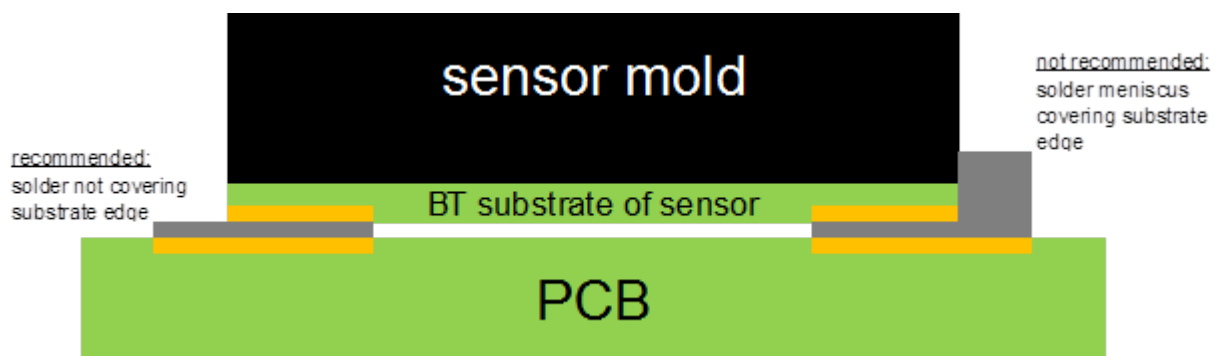 sensor mold
not recommended:
solder meniscus
covering substrate
edge
recommended:
solder not covering
substrate edge
BT substrate of sensor
PCB